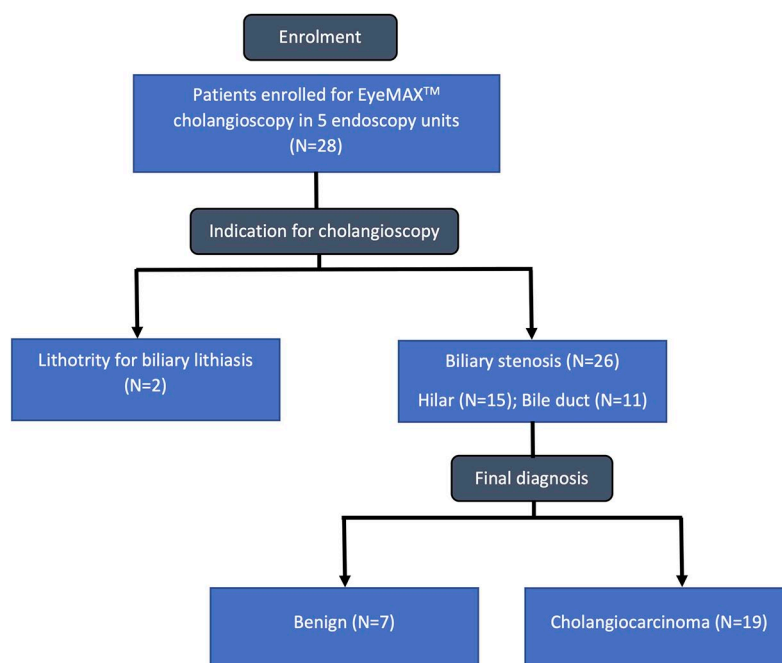 Enrolment
Patients enrolled for EyeMAX™
cholangioscopy in 5 endoscopy units
(N=28)
Indication for cholangioscopy
Lithotrity for biliary lithiasis
(N=2)
Biliary stenosis (N=26)
Hilar (N=15); Bile duct (N=11)
Final diagnosis
Benign (N=7)
Cholangiocarcinoma (N=19)